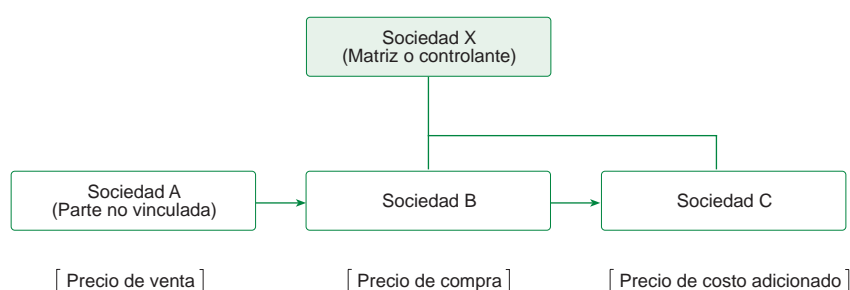 Sociedad X
(Matriz o controlante)
Sociedad A
(Parte no vinculada)
Sociedad B
Sociedad C
[ Precio de venta ]
[ Precio de compra ]
[ Precio de costo adicionado ]